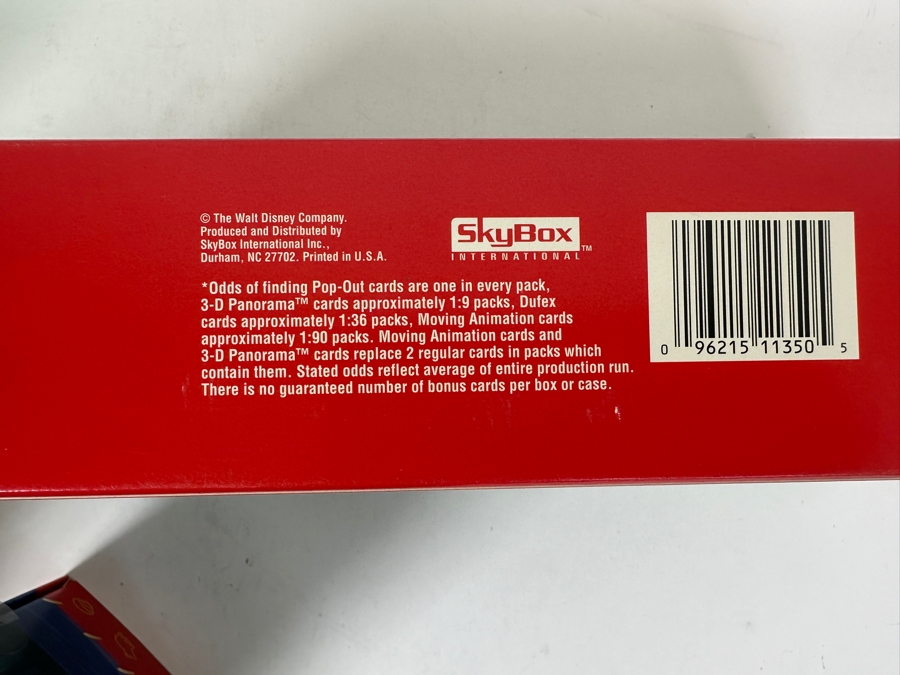 © The Walt Disney Company.
Produced and Distributed by
SkyBox International Inc.,
Durham, NC 27702. Printed in U.S.A.
SkyBox™
INTERNATIONAL
*Odds of finding Pop-Out cards are one in every pack,
3-D Panorama™ cards approximately 1:9 packs, Dufex
cards approximately 1:36 packs, Moving Animation cards
approximately 1:90 packs. Moving Animation cards and
3-D Panorama™ cards replace 2 regular cards in packs which
contain them. Stated odds reflect average of entire production run.
There is no guaranteed number of bonus cards per box or case.
0 96215 11350 5